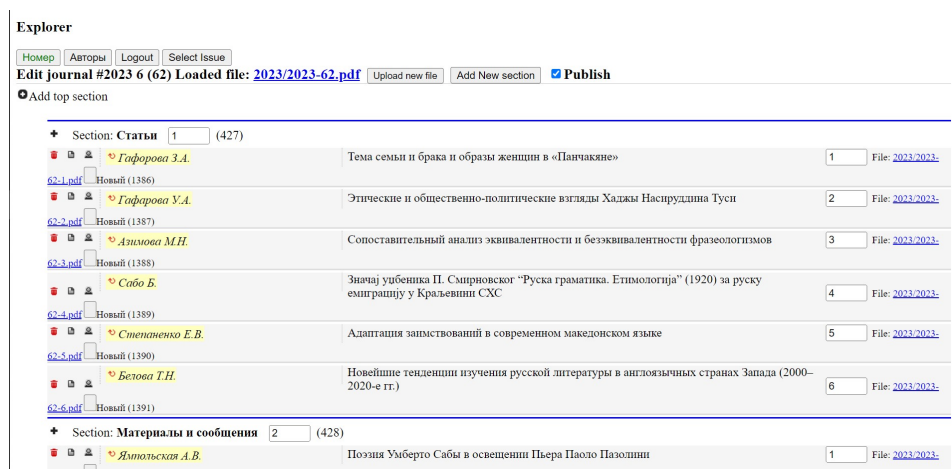 Explorer
Номер Авторы Logout Select Issue
Edit journal #2023 6 (62) Loaded file: 2023/2023-62.pdf Upload new file Add New section Publish
Add top section
Section: Статьи 1 (427)
Гафорова З.А. Тема семьи и брака и образы женщин в «Панчакяне» 1 File: 2023/2023-
62-1.pdf Новый (1386)
Гафарова У.А. Этические и общественно-политические взгляды Хаджы Насируддина Туси 2 File: 2023/2023-
62-2.pdf Новый (1387)
Азимова М.Н. Сопоставительный анализ эквивалентности и безэквивалентности фразеологизмов 3 File: 2023/2023-
62-3.pdf Новый (1388)
Сабо Б. Значај уџбеника П. Смирновског “Руска граматика. Етимологија” (1920) за руску
емиграцију у Краљевини СХС 4 File: 2023/2023-
62-4.pdf Новый (1389)
Степаненко Е.В. Адаптация заимствований в современном македонском языке 5 File: 2023/2023-
62-5.pdf Новый (1390)
Белова Т.Н. Новейшие тенденции изучения русской литературы в англоязычных странах Запада (2000–
2020-е гг.) 6 File: 2023/2023-
62-6.pdf Новый (1391)
Section: Материалы и сообщения 2 (428)
Ямпольская А.В. Поэзия Умберто Сабы в освещении Пьера Паоло Пазолини 1 File: 2023/2023-